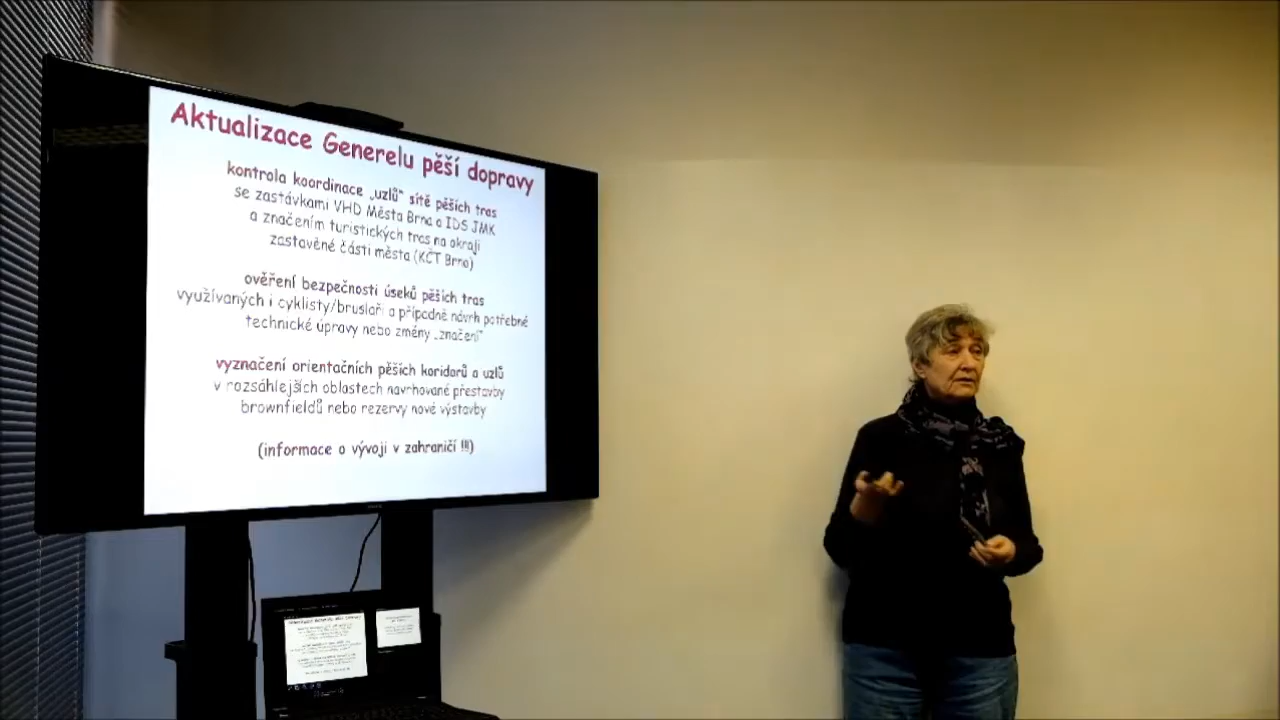 Aktualizace Generelu pěší dopravy
kontrola koordinace „uzlů“ sítě pěších tras
se zastávkami VHD Města Brna a IDS JMK
a značením turistických tras na okraji
zastavěné části města (KČT Brno)
ověření bezpečnosti úseků pěších tras
využívaných i cyklisty/bruslaři a případně návrh potřebné
technické úpravy nebo změny „značení“
vyznačení orientačních pěších koridorů a uzlů
v rozsáhlejších oblastech navrhované přestavby
brownfieldů nebo rezervy nové výstavby
(informace o vývoji v zahraničí !!!)